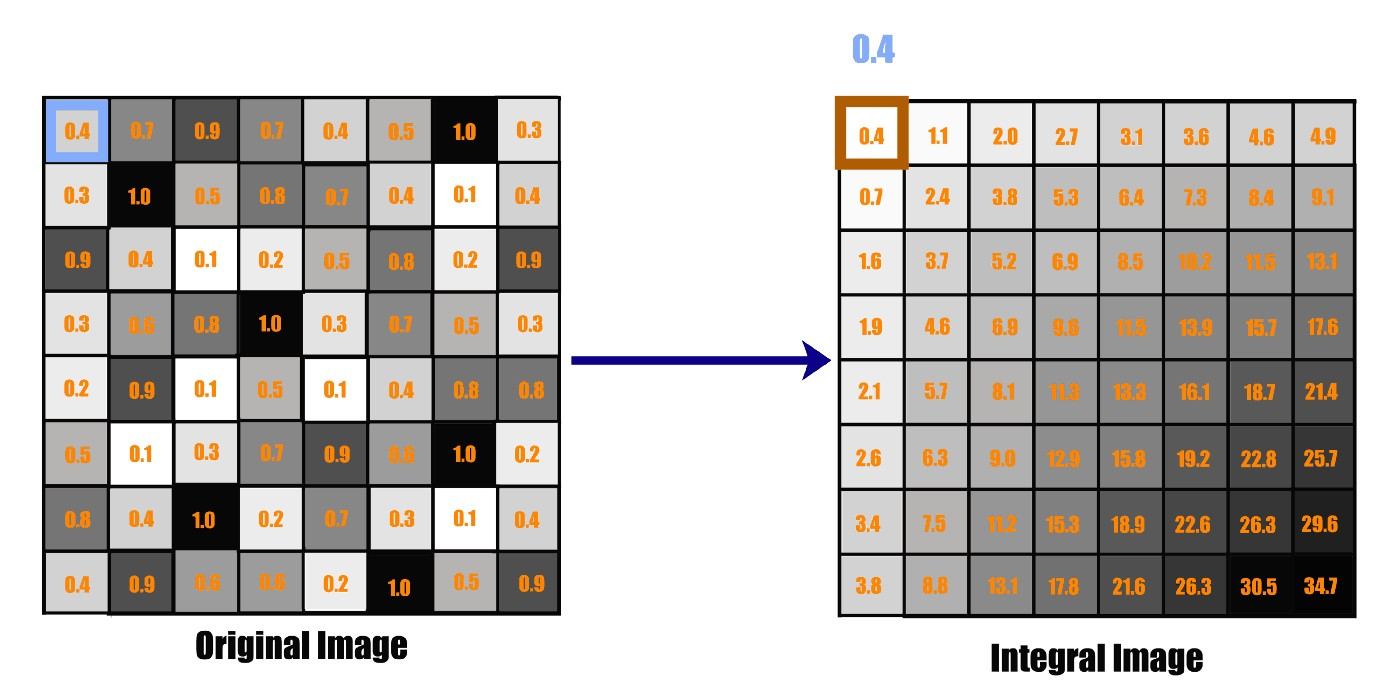 0.4
0.4 0.7 0.9 0.7 0.4 0.5 1.0 0.3
0.3 1.0 0.5 0.8 0.7 0.4 0.1 0.4
0.9 0.4 0.1 0.2 0.5 0.8 0.2 0.9
0.3 0.6 0.8 1.0 0.3 0.7 0.5 0.3
0.2 0.9 0.1 0.5 0.1 0.4 0.8 0.8
0.5 0.1 0.3 0.7 0.9 0.6 1.0 0.2
0.8 0.4 1.0 0.2 0.7 0.3 0.1 0.4
0.4 0.9 0.6 0.6 0.2 1.0 0.5 0.9
Original Image
0.4 1.1 2.0 2.7 3.1 3.6 4.6 4.9
0.7 2.4 3.8 5.3 6.4 7.3 8.4 9.1
1.6 3.7 5.2 6.9 8.5 10.2 11.5 13.1
1.9 4.6 6.9 9.6 11.5 13.9 15.7 17.6
2.1 5.7 8.1 11.3 13.3 16.1 18.7 21.4
2.6 6.3 9.0 12.9 15.8 19.2 22.8 25.7
3.4 7.5 11.2 15.3 18.9 22.6 26.3 29.6
3.8 8.8 13.1 17.8 21.6 26.3 30.5 34.7
Integral Image